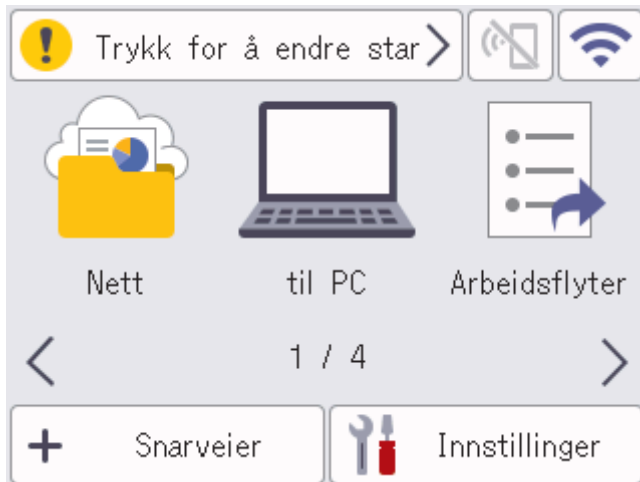 Trykk for å endre star
Nett
til PC
Arbeidsflyter
1 / 4
Snarveier
Innstillinger